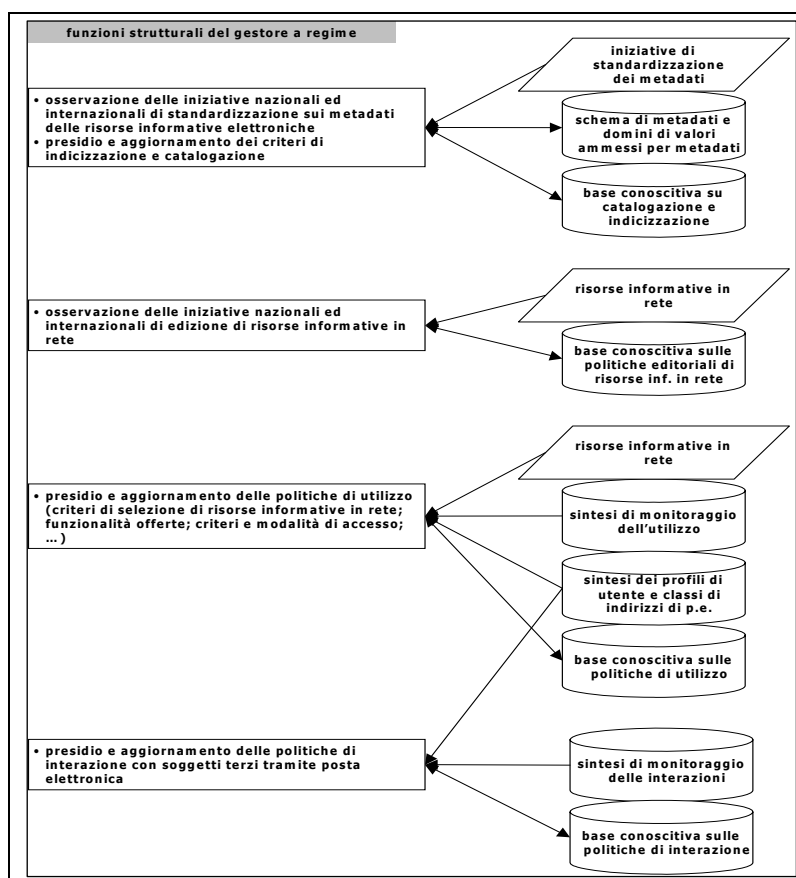 funzioni strutturali del gestore a regime
iniziative di
standardizzazione
dei metadati
• osservazione delle iniziative nazionali ed
internazionali di standardizzazione sui metadati
delle risorse informative elettroniche
• presidio e aggiornamento dei criteri di
indicizzazione e catalogazione
schema di metadati e
domini di valori
ammessi per metadati
base conoscitiva su
catalogazione e
indicizzazione
risorse informative in
rete
• osservazione delle iniziative nazionali ed
internazionali di edizione di risorse informative in
rete
base conoscitiva sulle
politiche editoriali di
risorse inf. in rete
risorse informative in
rete
• presidio e aggiornamento delle politiche di utilizzo
(criteri di selezione di risorse informative in rete;
funzionalità offerte; criteri e modalità di accesso;
...)
sintesi di monitoraggio
dell'utilizzo
sintesi dei profili di
utente e classi di
indirizzi di p.e.
base conoscitiva sulle
politiche di utilizzo
• presidio e aggiornamento delle politiche di
interazione con soggetti terzi tramite posta
elettronica
sintesi di monitoraggio
delle interazioni
base conoscitiva sulle
politiche di interazione